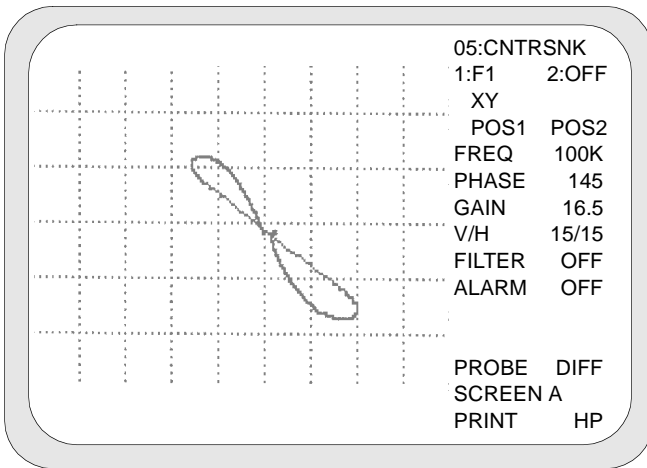 05:CNTRSNK
1:F1 2:OFF
XY
POS1 POS2
FREQ 100K
PHASE 145
GAIN 16.5
V/H 15/15
FILTER OFF
ALARM OFF
PROBE DIFF
SCREEN A
PRINT HP